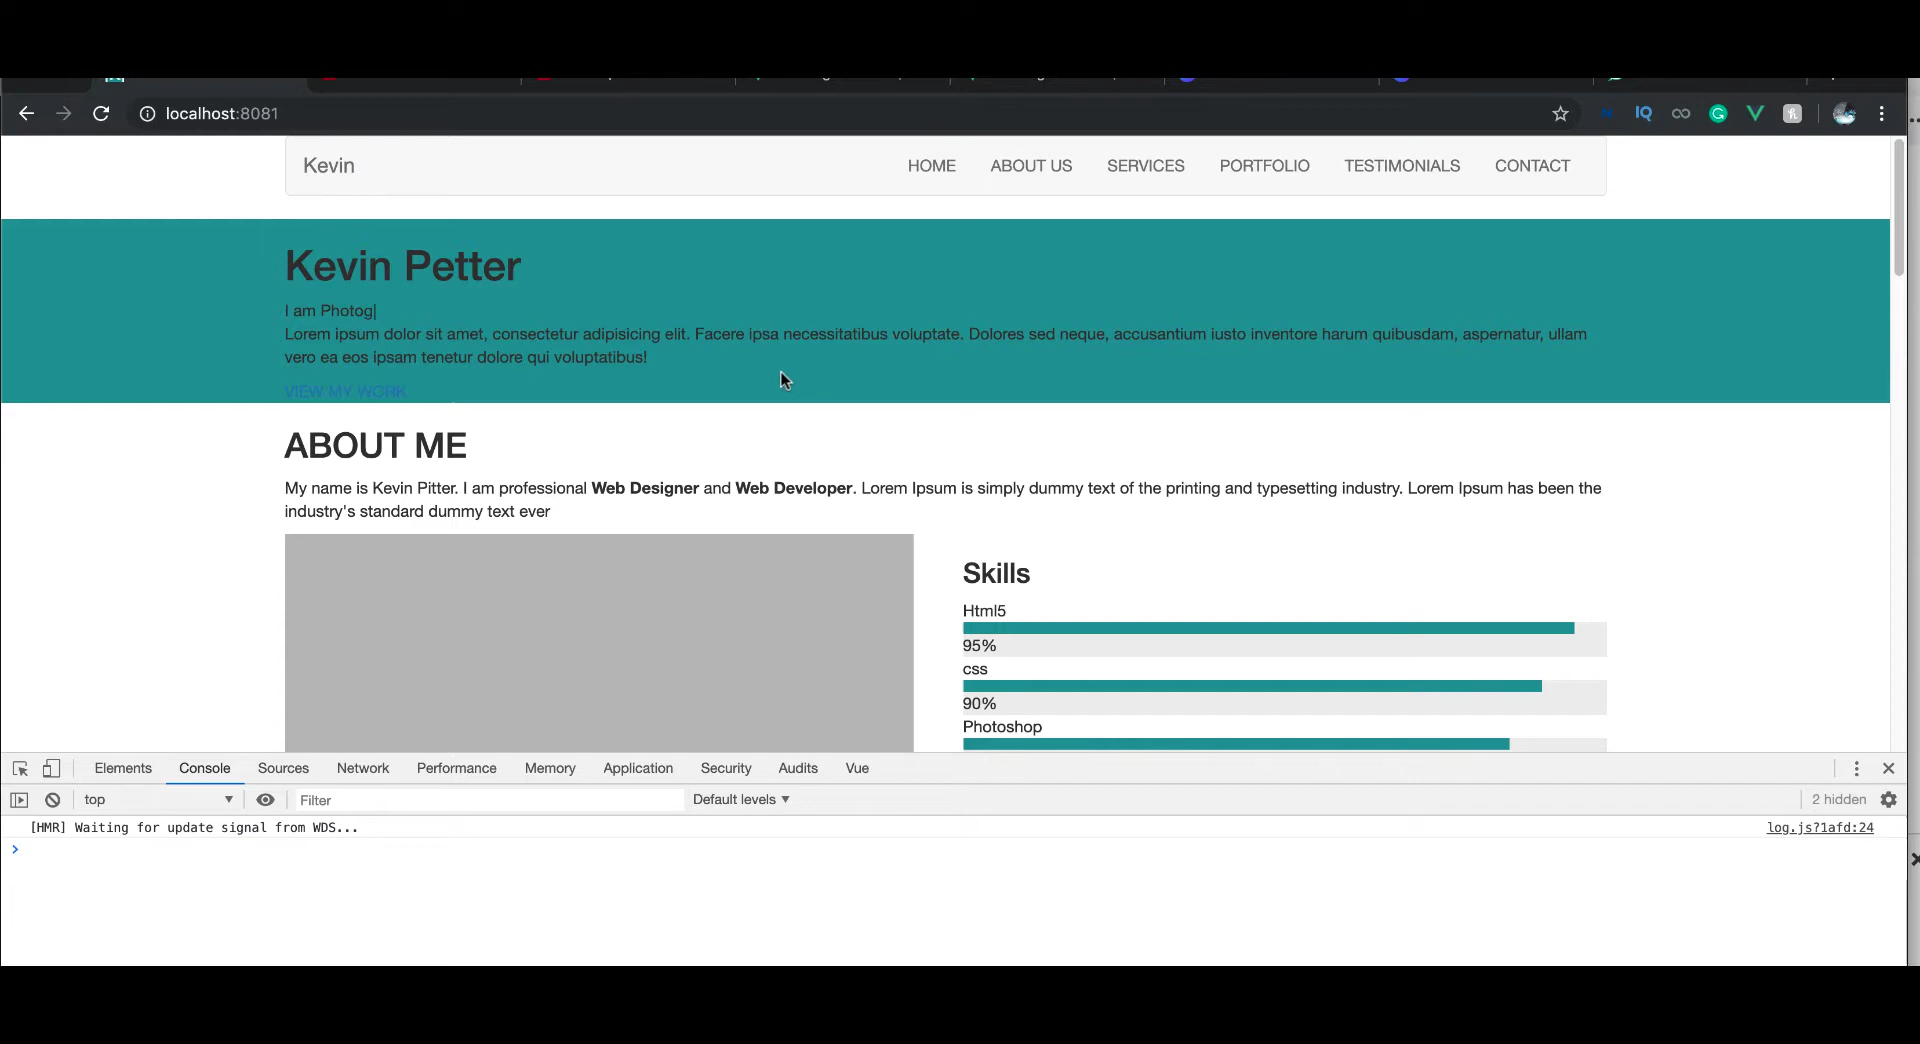 localhost:8081
IQ
Kevin
HOME ABOUT US SERVICES PORTFOLIO TESTIMONIALS CONTACT
Kevin Petter
I am Photog|
Lorem ipsum dolor sit amet, consectetur adipisicing elit. Facere ipsa necessitatibus voluptate. Dolores sed neque, accusantium iusto inventore harum quibusdam, aspernatur, ullam
vero ea eos ipsam tenetur dolore qui voluptatibus!
VIEW MY WORK
ABOUT ME
My name is Kevin Pitter. I am professional Web Designer and Web Developer. Lorem Ipsum is simply dummy text of the printing and typesetting industry. Lorem Ipsum has been the
industry's standard dummy text ever
Skills
Html5
95%
css
90%
Photoshop
Elements Console Sources Network Performance Memory Application Security Audits Vue
top Filter Default levels 2 hidden
[HMR] Waiting for update signal from WDS... log.js?1afd:24